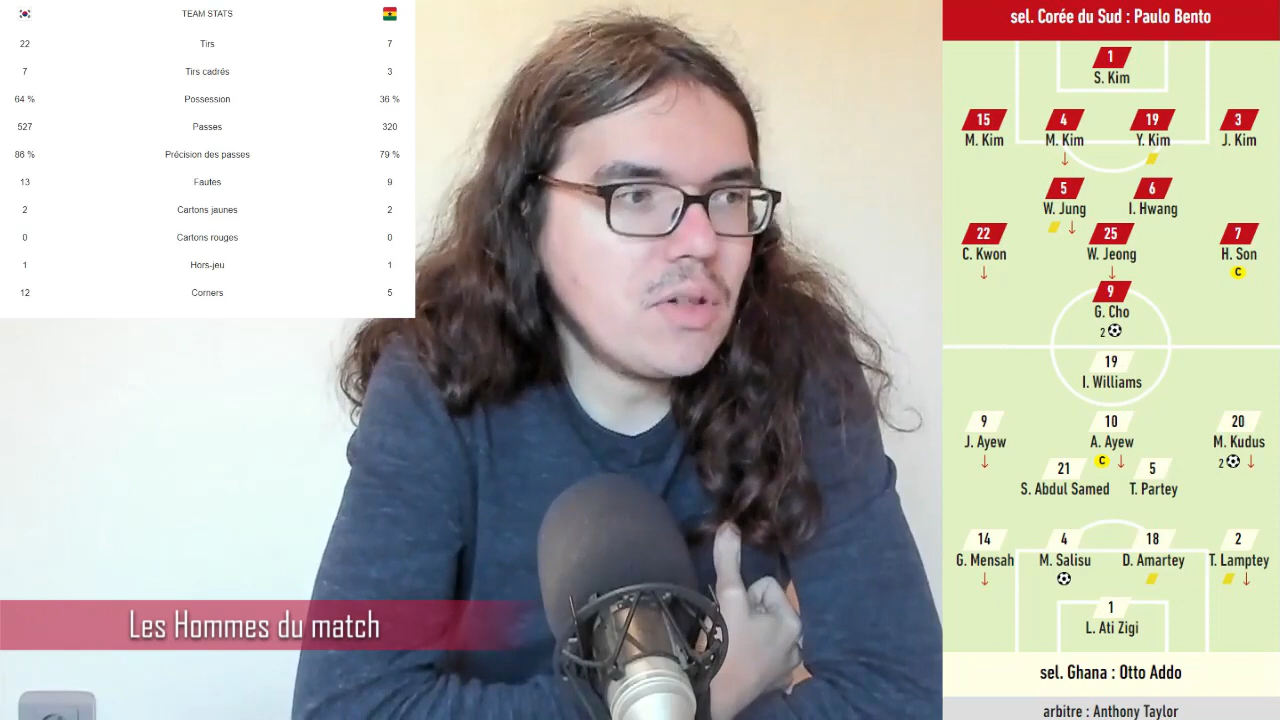 TEAM STATS
22 Tirs 7
7 Tirs cadrés 3
64 % Possession 36 %
527 Passes 320
86 % Précision des passes 79 %
13 Fautes 9
2 Cartons jaunes 2
0 Cartons rouges 0
1 Hors-jeu 1
12 Corners 5
Les Hommes du match
sel. Corée du Sud : Paulo Bento
1
S. Kim
15 4 19 3
M. Kim M. Kim Y. Kim J. Kim
5 6
W. Jung I. Hwang
22 25 7
C. Kwon W. Jeong H. Son
C
9
G. Cho
2
19
I. Williams
9 10 20
J. Ayew A. Ayew M. Kudus
C 2
21 5
S. Abdul Samed T. Partey
14 4 18 2
G. Mensah M. Salisu D. Amartey T. Lamptey
1
L. Ati Zigi
sel. Ghana : Otto Addo
arbitre : Anthony Taylor